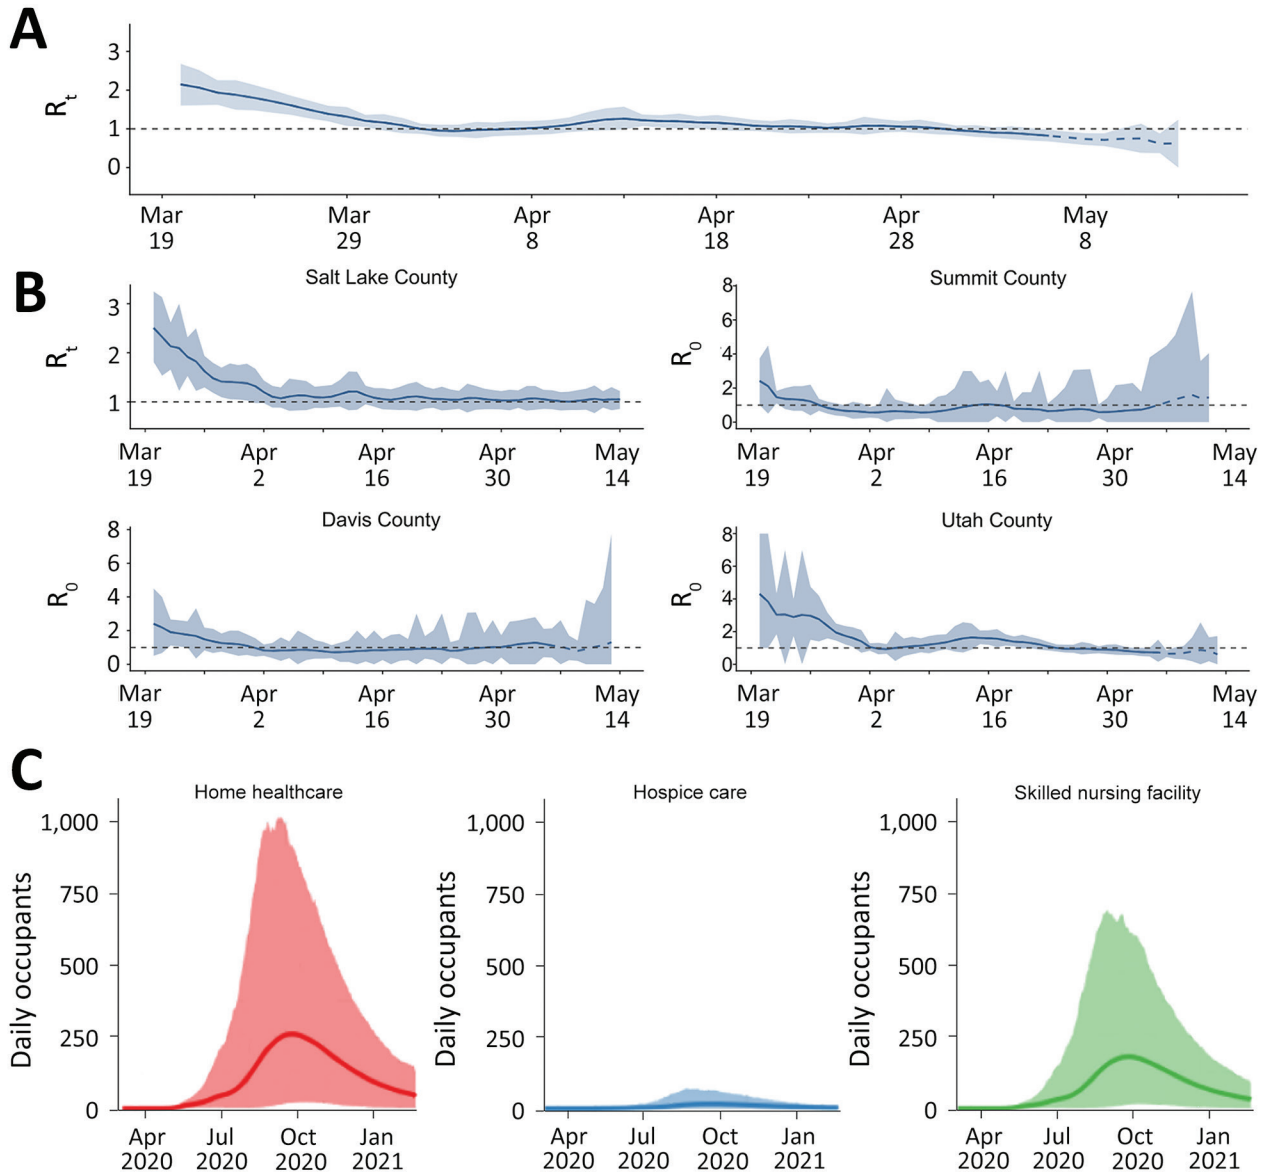 A
3
2
1
0
Rt
Mar 19
Mar 29
Apr 8
Apr 18
Apr 28
May 8
B
Salt Lake County
3
2
1
Rt
Mar 19
Apr 2
Apr 16
Apr 30
May 14
Summit County
8
6
4
2
0
R0
Mar 19
Apr 2
Apr 16
Apr 30
May 14
Davis County
8
6
4
2
0
R0
Mar 19
Apr 2
Apr 16
Apr 30
May 14
Utah County
8
6
4
2
0
R0
Mar 19
Apr 2
Apr 16
Apr 30
May 14
C
Home healthcare
1,000
750
500
250
0
Daily occupants
Apr 2020
Jul 2020
Oct 2020
Jan 2021
Hospice care
1,000
750
500
250
0
Daily occupants
Apr 2020
Jul 2020
Oct 2020
Jan 2021
Skilled nursing facility
1,000
750
500
250
0
Daily occupants
Apr 2020
Jul 2020
Oct 2020
Jan 2021